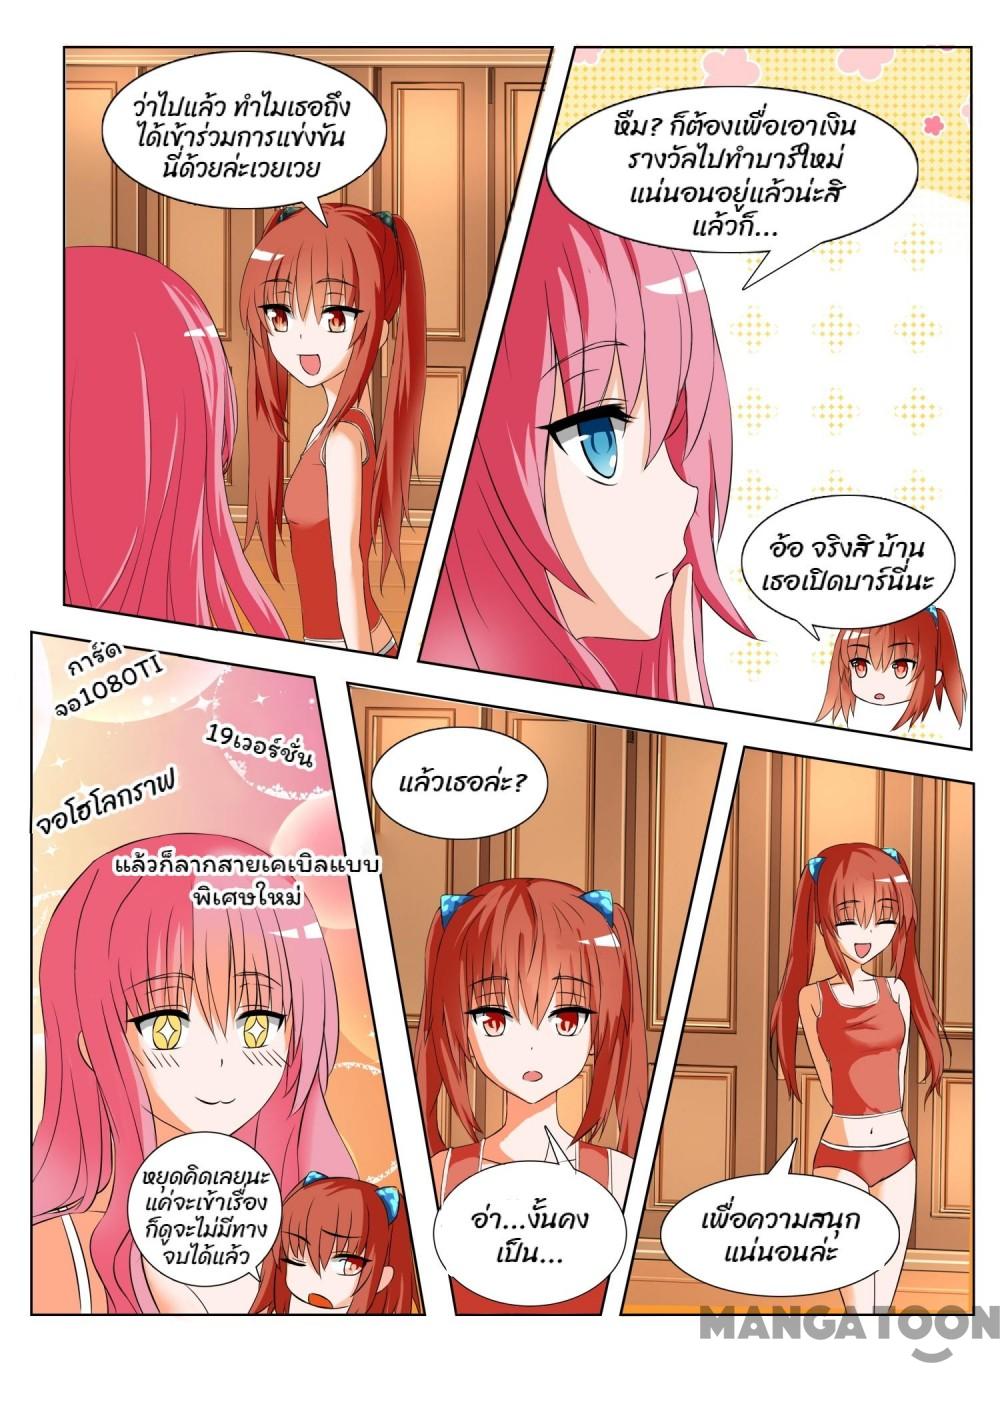 ว่าไปแล้ว ทำไมเธอถึง
ได้เข้าร่วมการแข่งขัน
นี้ด้วยล่ะเวยเวย
หืม? ก็ต้องเพื่อเอาเงิน
รางวัลไปทำบาร์ใหม่
แน่นอนอยู่แล้วน่ะสิ
แล้วก็...
อ้อ จริงสิ บ้าน
เธอเปิดบาร์นี่นะ
การ์ด
จอ1080TI
19เวอร์ชั่น
จอโฮโลกราฟ
แล้วก็ลากสายเคเบิลแบบ
พิเศษใหม่
หยุดคิดเลยนะ
แค่จะเข้าเรื่อง
ก็ดูจะไม่มีทาง
จบได้แล้ว
แล้วเธอล่ะ?
อ่า...งั้นคง
เป็น...
เพื่อความสนุก
แน่นอนล่ะ
MANGATOON